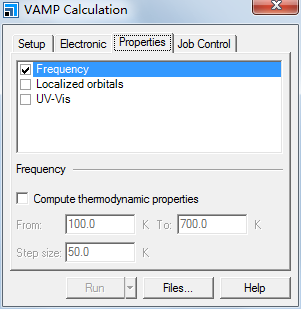 VAMP Calculation
Setup Electronic Properties Job Control
Frequency
Localized orbitals
UV-Vis
Frequency
Compute thermodynamic properties
From: 100.0 K To: 700.0 K
Step size: 50.0 K
Run Files... Help